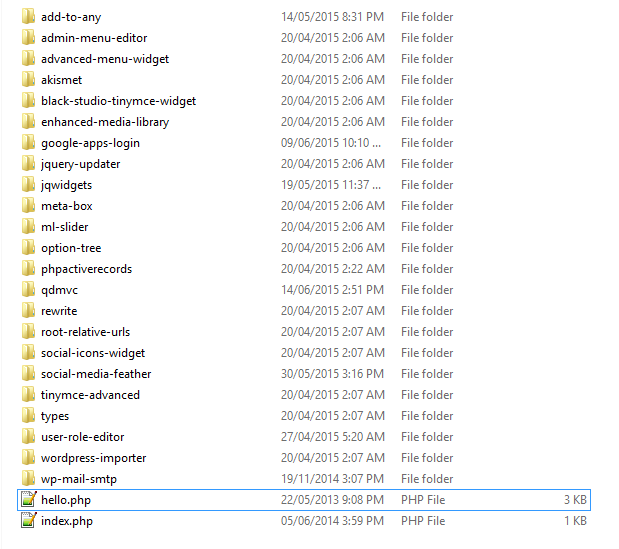 add-to-any 14/05/2015 8:31 PM File folder
admin-menu-editor 20/04/2015 2:06 AM File folder
advanced-menu-widget 20/04/2015 2:06 AM File folder
akismet 20/04/2015 2:06 AM File folder
black-studio-tinymce-widget 20/04/2015 2:06 AM File folder
enhanced-media-library 20/04/2015 2:06 AM File folder
google-apps-login 09/06/2015 10:10 ... File folder
jquery-updater 20/04/2015 2:06 AM File folder
jqwidgets 19/05/2015 11:37 ... File folder
meta-box 20/04/2015 2:06 AM File folder
ml-slider 20/04/2015 2:06 AM File folder
option-tree 20/04/2015 2:06 AM File folder
phpactiverecords 20/04/2015 2:22 AM File folder
qdmvc 14/06/2015 2:51 PM File folder
rewrite 20/04/2015 2:07 AM File folder
root-relative-urls 20/04/2015 2:07 AM File folder
social-icons-widget 20/04/2015 2:07 AM File folder
social-media-feather 30/05/2015 3:16 PM File folder
tinymce-advanced 20/04/2015 2:07 AM File folder
types 20/04/2015 2:07 AM File folder
user-role-editor 27/04/2015 5:20 AM File folder
wordpress-importer 20/04/2015 2:07 AM File folder
wp-mail-smtp 19/11/2014 3:07 PM File folder
hello.php 22/05/2013 9:08 PM PHP File 3 KB
index.php 05/06/2014 3:59 PM PHP File 1 KB